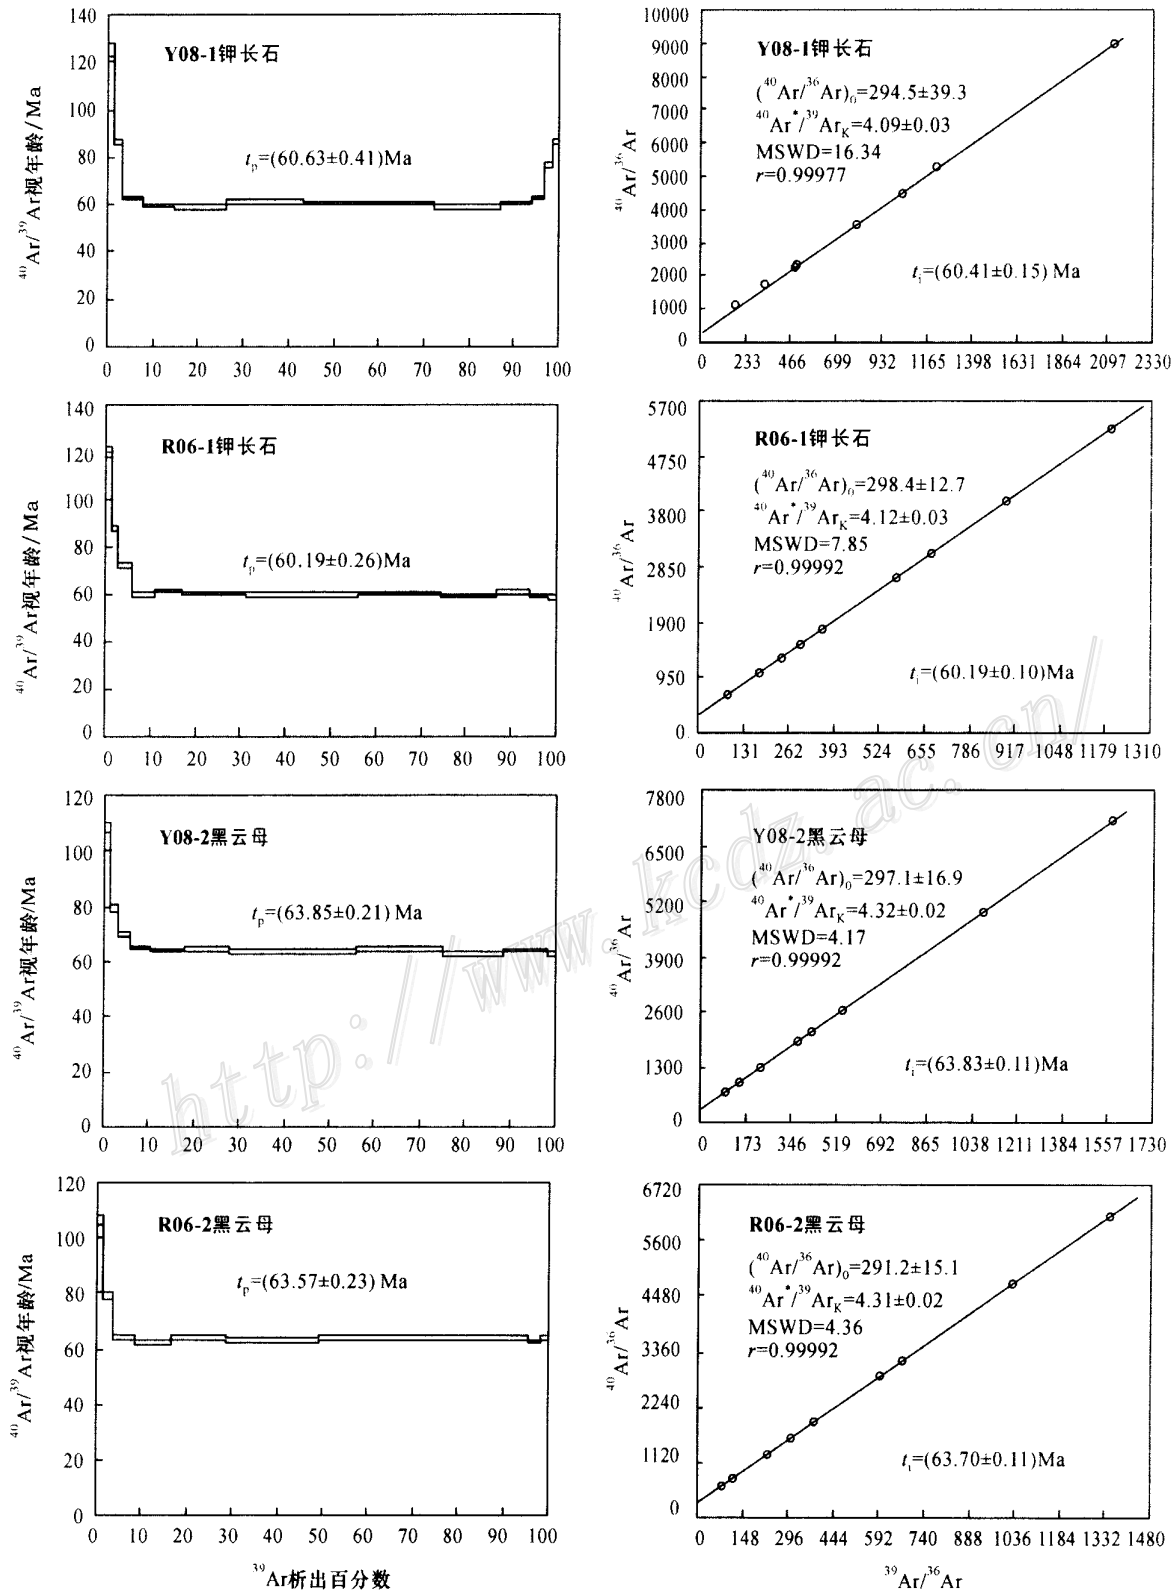 Y08-1钾长石
tₚ=(60.63±0.41)Ma
⁴⁰Ar/³⁹Ar视年龄/Ma
140
120
100
80
60
40
20
0
0 10 20 30 40 50 60 70 80 90 100
Y08-1钾长石
(⁴⁰Ar/³⁶Ar)₀=294.5±39.3
⁴⁰Ar*/³⁹Ar_K=4.09±0.03
MSWD=16.34
r=0.99977
tᵢ=(60.41±0.15) Ma
⁴⁰Ar/³⁶Ar
10000
9000
8000
7000
6000
5000
4000
3000
2000
1000
0
0 233 466 699 932 1165 1398 1631 1864 2097 2330
R06-1钾长石
tₚ=(60.19±0.26)Ma
⁴⁰Ar/³⁹Ar视年龄/Ma
140
120
100
80
60
40
20
0
0 10 20 30 40 50 60 70 80 90 100
R06-1钾长石
(⁴⁰Ar/³⁶Ar)₀=298.4±12.7
⁴⁰Ar*/³⁹Ar_K=4.12±0.03
MSWD=7.85
r=0.99992
tᵢ=(60.19±0.10)Ma
⁴⁰Ar/³⁶Ar
5700
4750
3800
2850
1900
950
0
0 131 262 393 524 655 786 917 1048 1179 1310
Y08-2黑云母
tₚ=(63.85±0.21) Ma
⁴⁰Ar/³⁹Ar视年龄/Ma
120
100
80
60
40
20
0
0 10 20 30 40 50 60 70 80 90 100
Y08-2黑云母
(⁴⁰Ar/³⁶Ar)₀=297.1±16.9
⁴⁰Ar*/³⁹Ar_K=4.32±0.02
MSWD=4.17
r=0.99992
tᵢ=(63.83±0.11)Ma
⁴⁰Ar/³⁶Ar
7800
6500
5200
3900
2600
1300
0
0 173 346 519 692 865 1038 1211 1384 1557 1730
R06-2黑云母
tₚ=(63.57±0.23) Ma
⁴⁰Ar/³⁹Ar视年龄/Ma
120
100
80
60
40
20
0
0 10 20 30 40 50 60 70 80 90 100
³⁹Ar析出百分数
R06-2黑云母
(⁴⁰Ar/³⁶Ar)₀=291.2±15.1
⁴⁰Ar*/³⁹Ar_K=4.31±0.02
MSWD=4.36
r=0.99992
tᵢ=(63.70±0.11)Ma
⁴⁰Ar/³⁶Ar
6720
5600
4480
3360
2240
1120
0
0 148 296 444 592 740 888 1036 1184 1332 1480
³⁹Ar/³⁶Ar
http://www.kcdz.ac.cn/